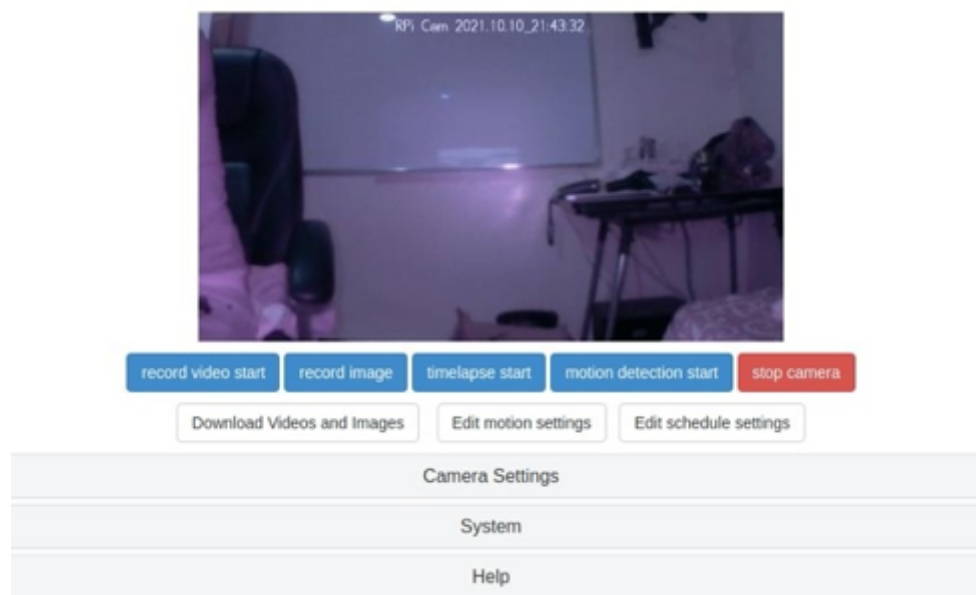 RPi Cam 2021.10.10_21:43:32
record video start record image timelapse start motion detection start stop camera
Download Videos and Images Edit motion settings Edit schedule settings
Camera Settings
System
Help